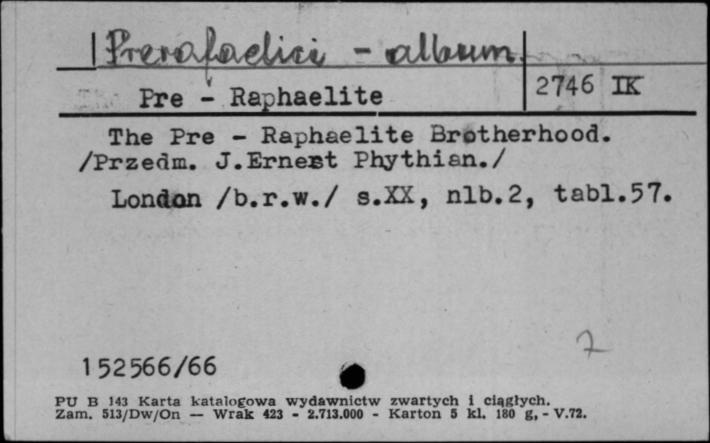 Prerafaelici - album
Pre - Raphaelite
2746 IK
The Pre - Raphaelite Brotherhood.
/Przedm. J.Ernest Phythian./
London /b.r.w./ s.XX, nlb.2, tabl.57.
7
152566/66
PU B 143 Karta katalogowa wydawnictw zwartych i ciągłych.
Zam. 513/Dw/On — Wrak 423 - 2.713.000 - Karton 5 kl. 180 g, - V.72.